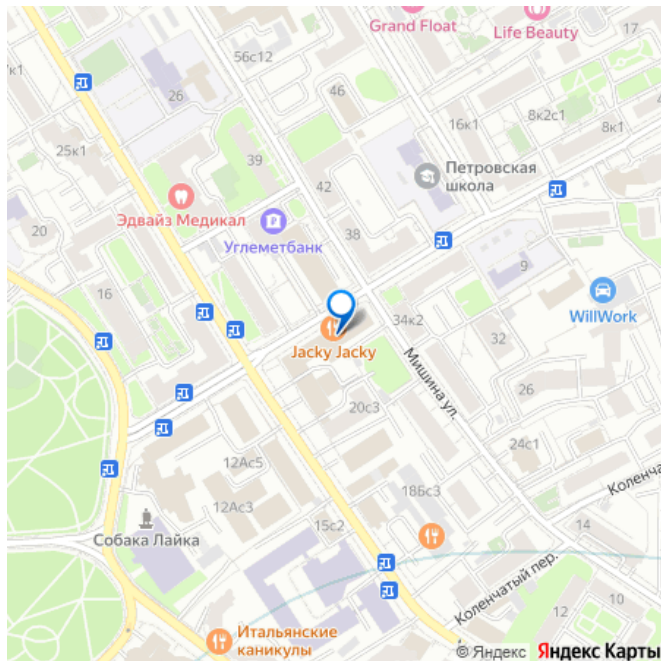 Grand Float
Life Beauty
17
7к1
56с12
26
46
8к2с1
16к1
8к1
25к1
39
Петровская
школа
42
Эдвайз Медикал
Углеметбанк
20
38
9
16
WillWork
34к2
32
Jacky Jacky
Мишина ул.
26
20с3
24с1
12Ас5
Коленча
18Бс3
12Ас3
15с2
14
Собака Лайка
Коленчатый пер.
12
10
Итальянские
каникулы
© Яндекс Яндекс Карты